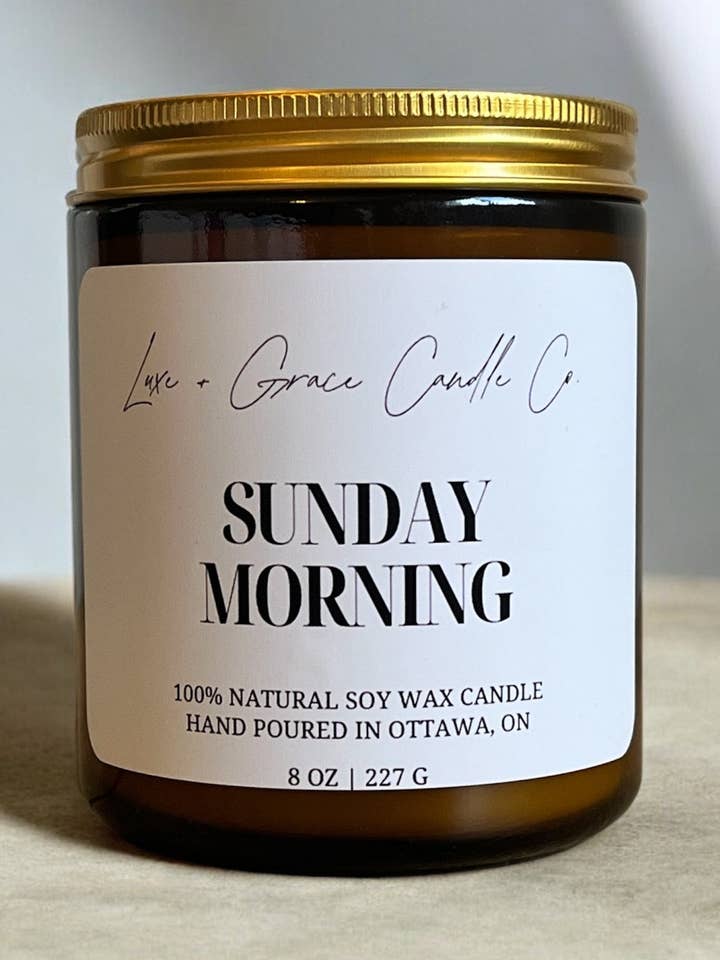 Luxe + Grace Candle Co.
SUNDAY
MORNING
100% NATURAL SOY WAX CANDLE
HAND POURED IN OTTAWA, ON
8 OZ | 227 G